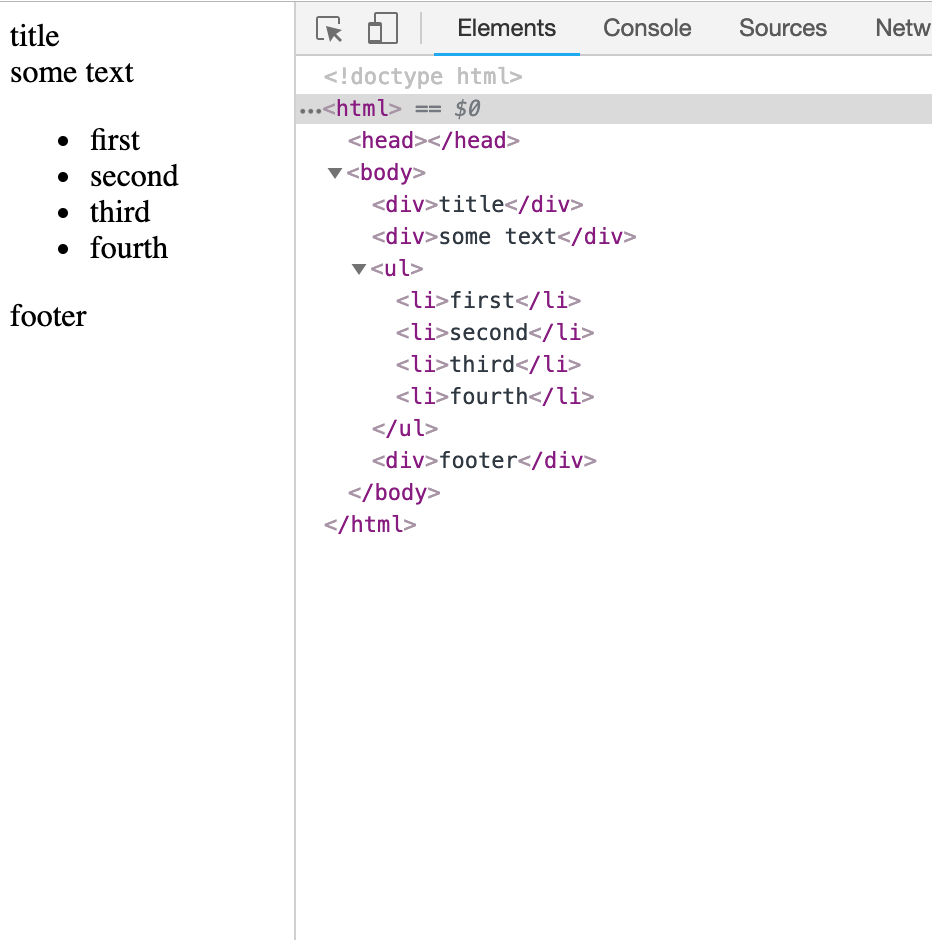 title
some text
• first
• second
• third
• fourth
footer
Elements Console Sources Netw
<!doctype html>
…<html> == $0
<head></head>
▼<body>
<div>title</div>
<div>some text</div>
▼<ul>
<li>first</li>
<li>second</li>
<li>third</li>
<li>fourth</li>
</ul>
<div>footer</div>
</body>
</html>